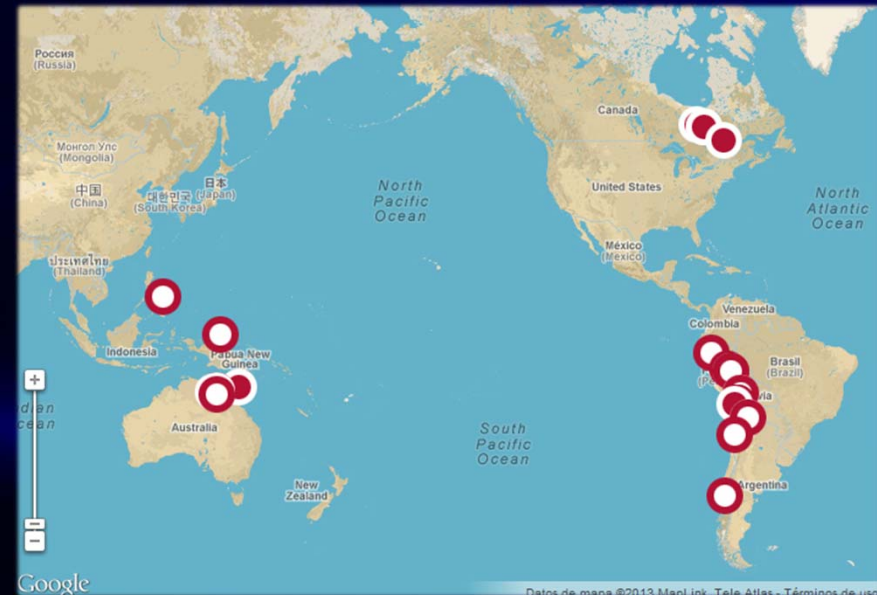 Россия
(Russia)
Canada
Монгол Улс
(Mongolia)
中国
(China)
대한민국
(South Korea)
日本
(Japan)
North
Pacific
Ocean
United States
North
Atlantic
Ocean
ประเทศไทย
(Thailand)
México
(Mexico)
Venezuela
Colombia
Indonesia
Papua New
Guinea
Brasil
(Brazil)
Australia
South
Pacific
Ocean
New
Zealand
Argentina
Google
Datos de mapa ©2013 MapLink, Tele Atlas - Términos de uso